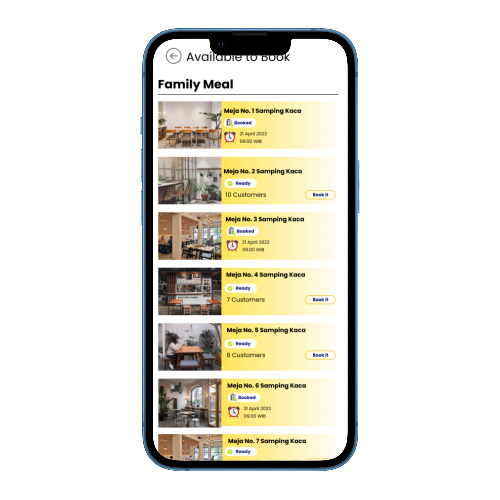 Available to Book
Family Meal
Meja No. 1 Samping Kaca
Booked
21 April 2022
09.00 WIB
Meja No. 2 Samping Kaca
Ready
10 Customers
Book It
Meja No. 3 Samping Kaca
Booked
21 April 2022
09.00 WIB
Meja No. 4 Samping Kaca
Ready
7 Customers
Book It
Meja No. 5 Samping Kaca
Ready
8 Customers
Book It
Meja No. 6 Samping Kaca
Booked
21 April 2022
09.00 WIB
Meja No. 7 Samping Kaca
Ready